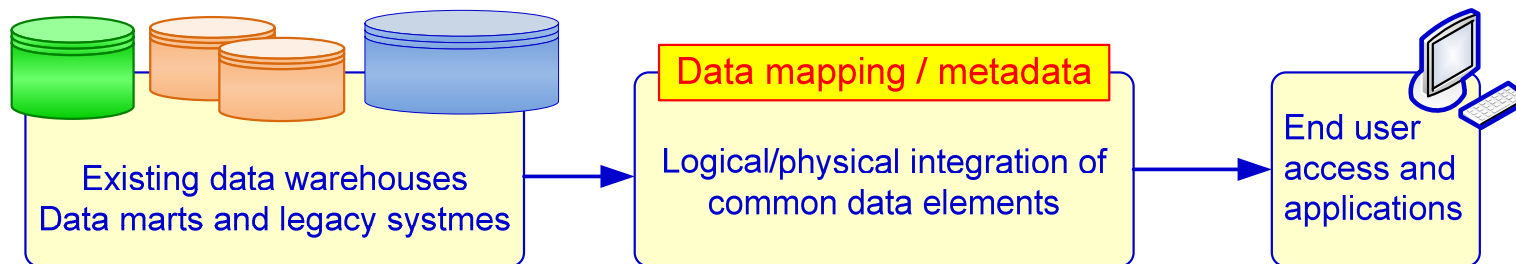 Existing data warehouses
Data marts and legacy systmes
Data mapping / metadata
Logical/physical integration of
common data elements
End user
access and
applications